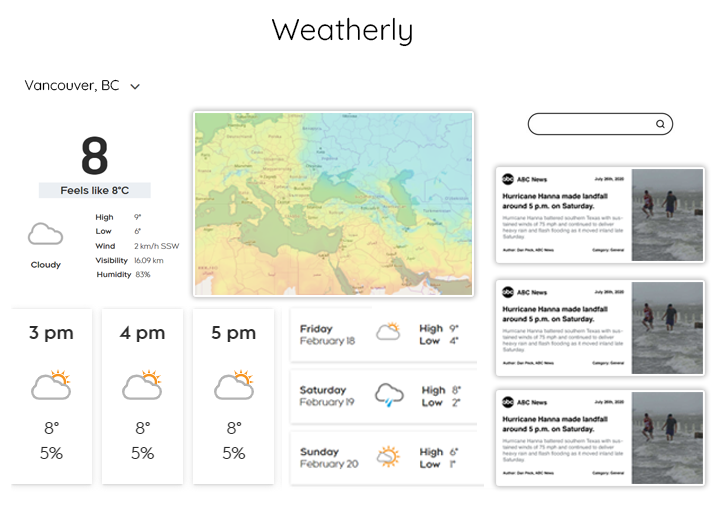 Weatherly
Vancouver, BC
8
Feels like 8°C
High 9°
Low 6°
Wind 2 km/h SSW
Visibility 16.09 km
Humidity 83%
Cloudy
3 pm
8°
5%
4 pm
8°
5%
5 pm
8°
5%
Friday High 9°
February 18 Low 4°
Saturday High 8°
February 19 Low 2°
Sunday High 6°
February 20 Low 1°
abc ABC News July 26th, 2020
Hurricane Hanna made landfall
around 5 p.m. on Saturday.
Hurricane Hanna battered southern Texas with sus-
tained winds of 75 mph and continued to deliver
heavy rain and flash flooding as it moved inland late
Saturday.
Author: Dan Peck, ABC News Category: General
abc ABC News July 26th, 2020
Hurricane Hanna made landfall
around 5 p.m. on Saturday.
Hurricane Hanna battered southern Texas with sus-
tained winds of 75 mph and continued to deliver
heavy rain and flash flooding as it moved inland late
Saturday.
Author: Dan Peck, ABC News Category: General
abc ABC News July 26th, 2020
Hurricane Hanna made landfall
around 5 p.m. on Saturday.
Hurricane Hanna battered southern Texas with sus-
tained winds of 75 mph and continued to deliver
heavy rain and flash flooding as it moved inland late
Saturday.
Author: Dan Peck, ABC News Category: General